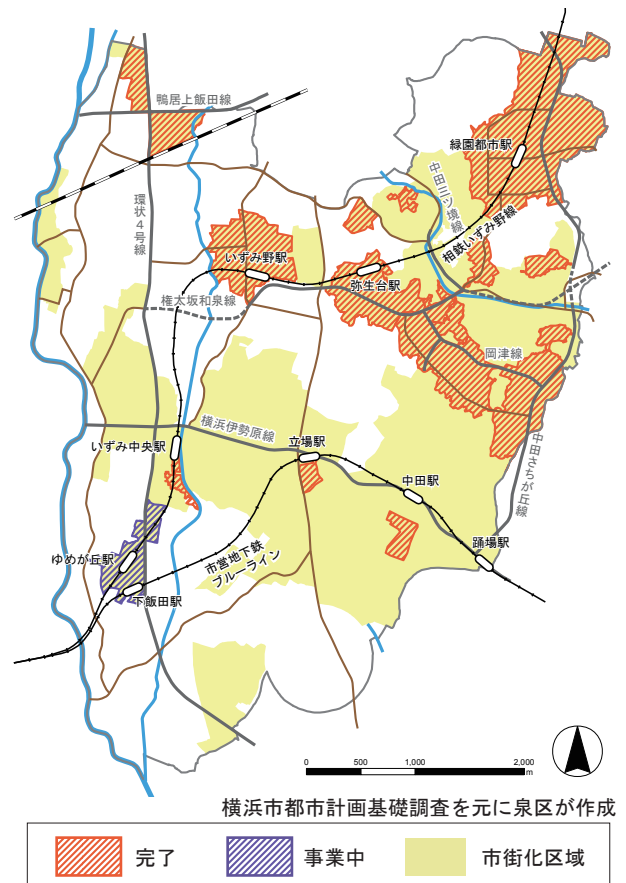 鴨居上飯田線
緑園都市駅
中田三ツ境線
環状4号線
相鉄いずみ野線
いずみ野駅
弥生台駅
権太坂和泉線
岡津線
横浜伊勢原線
いずみ中央駅
立場駅
中田さちが丘線
中田駅
踊場駅
ゆめが丘駅
市営地下鉄
ブルーライン
下飯田駅
0 500 1,000 2,000
m
横浜市都市計画基礎調査を元に泉区が作成
完了 事業中 市街化区域